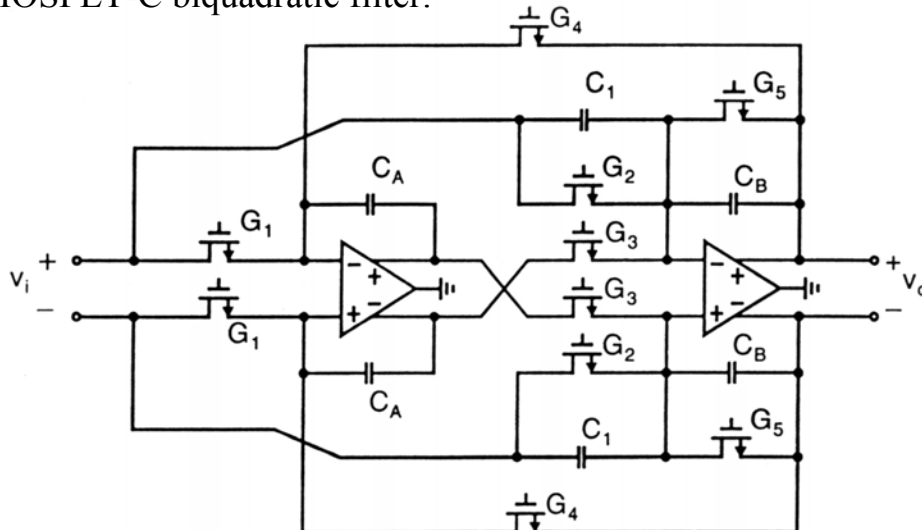 MOSFET-C biquadratic filter.
G4
C1
G5
CA
G2
CB
G1
G3
+
−
+
+
vi
vo
−
G3
−
+
−
−
+
−
G1
G2
CB
CA
C1
G5
G4